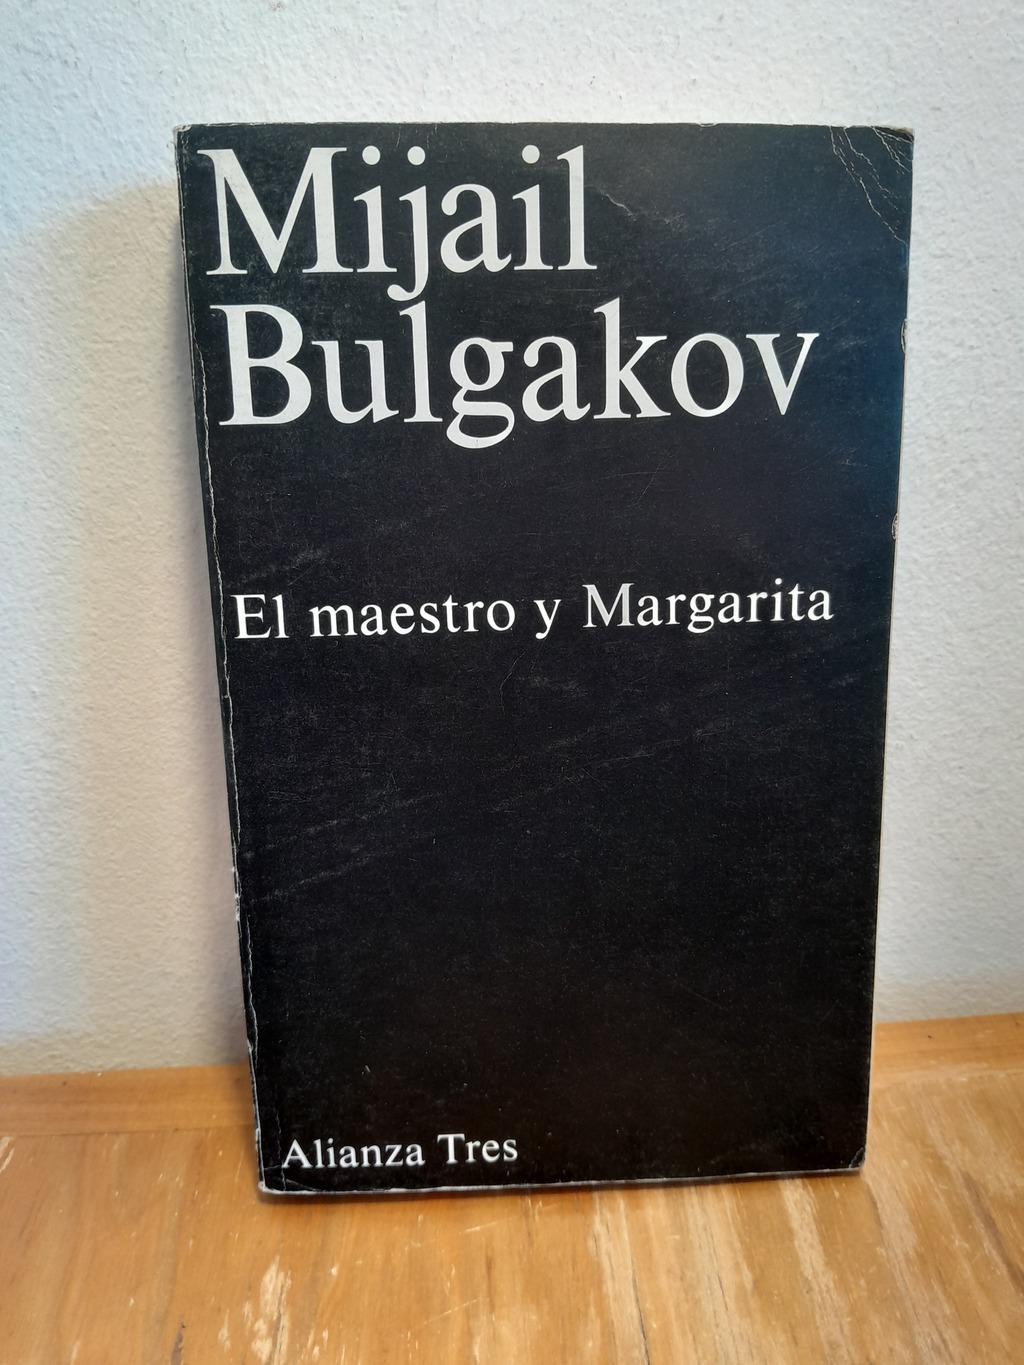 Mijail
Bulgakov
El maestro y Margarita
Alianza Tres